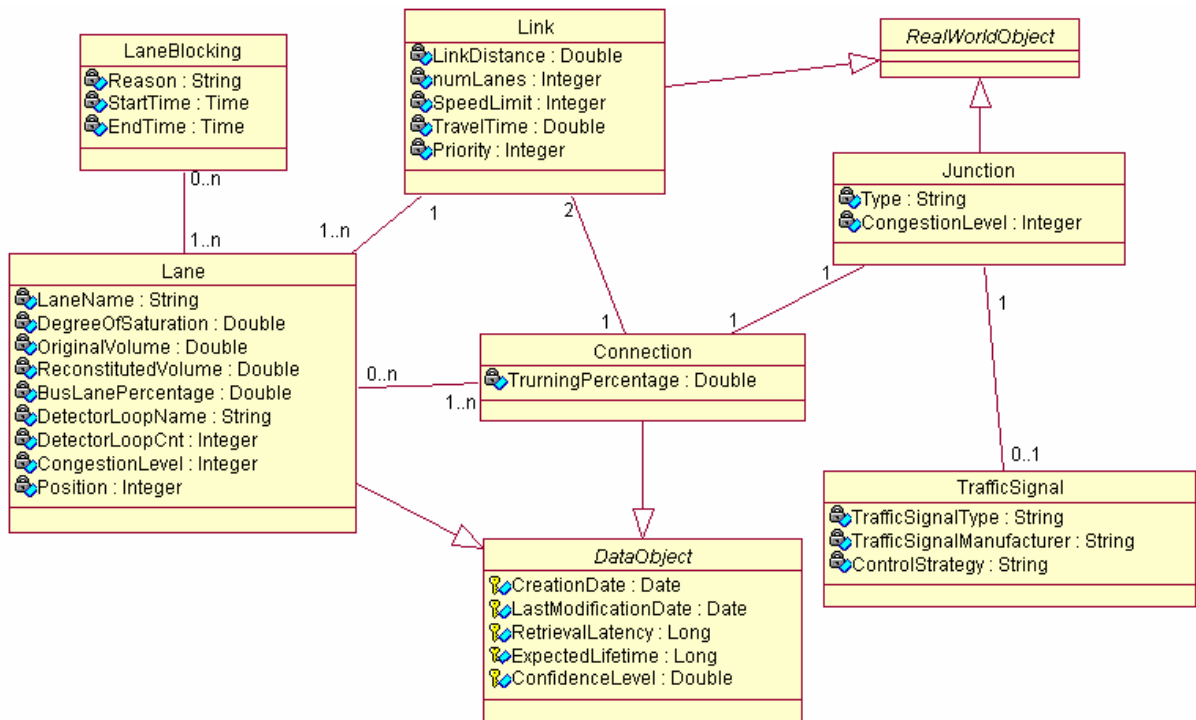 LaneBlocking
Reason : String
StartTime : Time
EndTime : Time
Link
LinkDistance : Double
numLanes : Integer
SpeedLimit : Integer
TravelTime : Double
Priority : Integer
RealWorldObject
Junction
Type : String
CongestionLevel : Integer
0..n
1..n
1..n
1
2
1
1
1
1
0..n
1..n
0..1
Lane
LaneName : String
DegreeOfSaturation : Double
OriginalVolume : Double
ReconstitutedVolume : Double
BusLanePercentage : Double
DetectorLoopName : String
DetectorLoopCnt : Integer
CongestionLevel : Integer
Position : Integer
Connection
TrurningPercentage : Double
TrafficSignal
TrafficSignalType : String
TrafficSignalManufacturer : String
ControlStrategy : String
DataObject
CreationDate : Date
LastModificationDate : Date
RetrievalLatency : Long
ExpectedLifetime : Long
ConfidenceLevel : Double